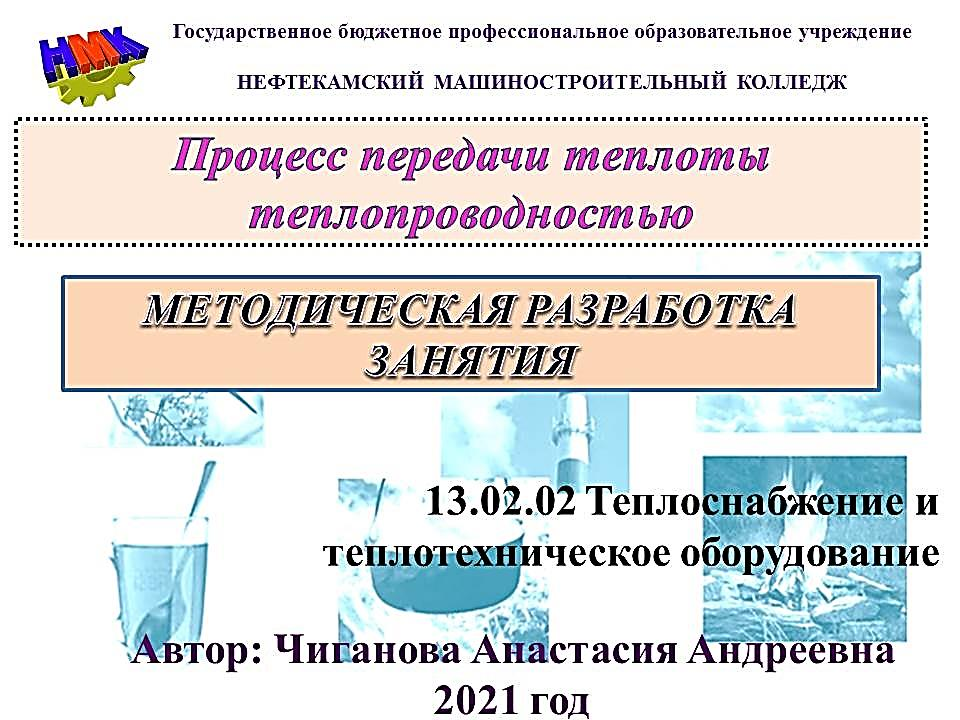 НМК
Государственное бюджетное профессиональное образовательное учреждение
НЕФТЕКАМСКИЙ МАШИНОСТРОИТЕЛЬНЫЙ КОЛЛЕДЖ
Процесс передачи теплоты
теплопроводностью
МЕТОДИЧЕСКАЯ РАЗРАБОТКА
ЗАНЯТИЯ
13.02.02 Теплоснабжение и
теплотехническое оборудование
Автор: Чиганова Анастасия Андреевна
2021 год